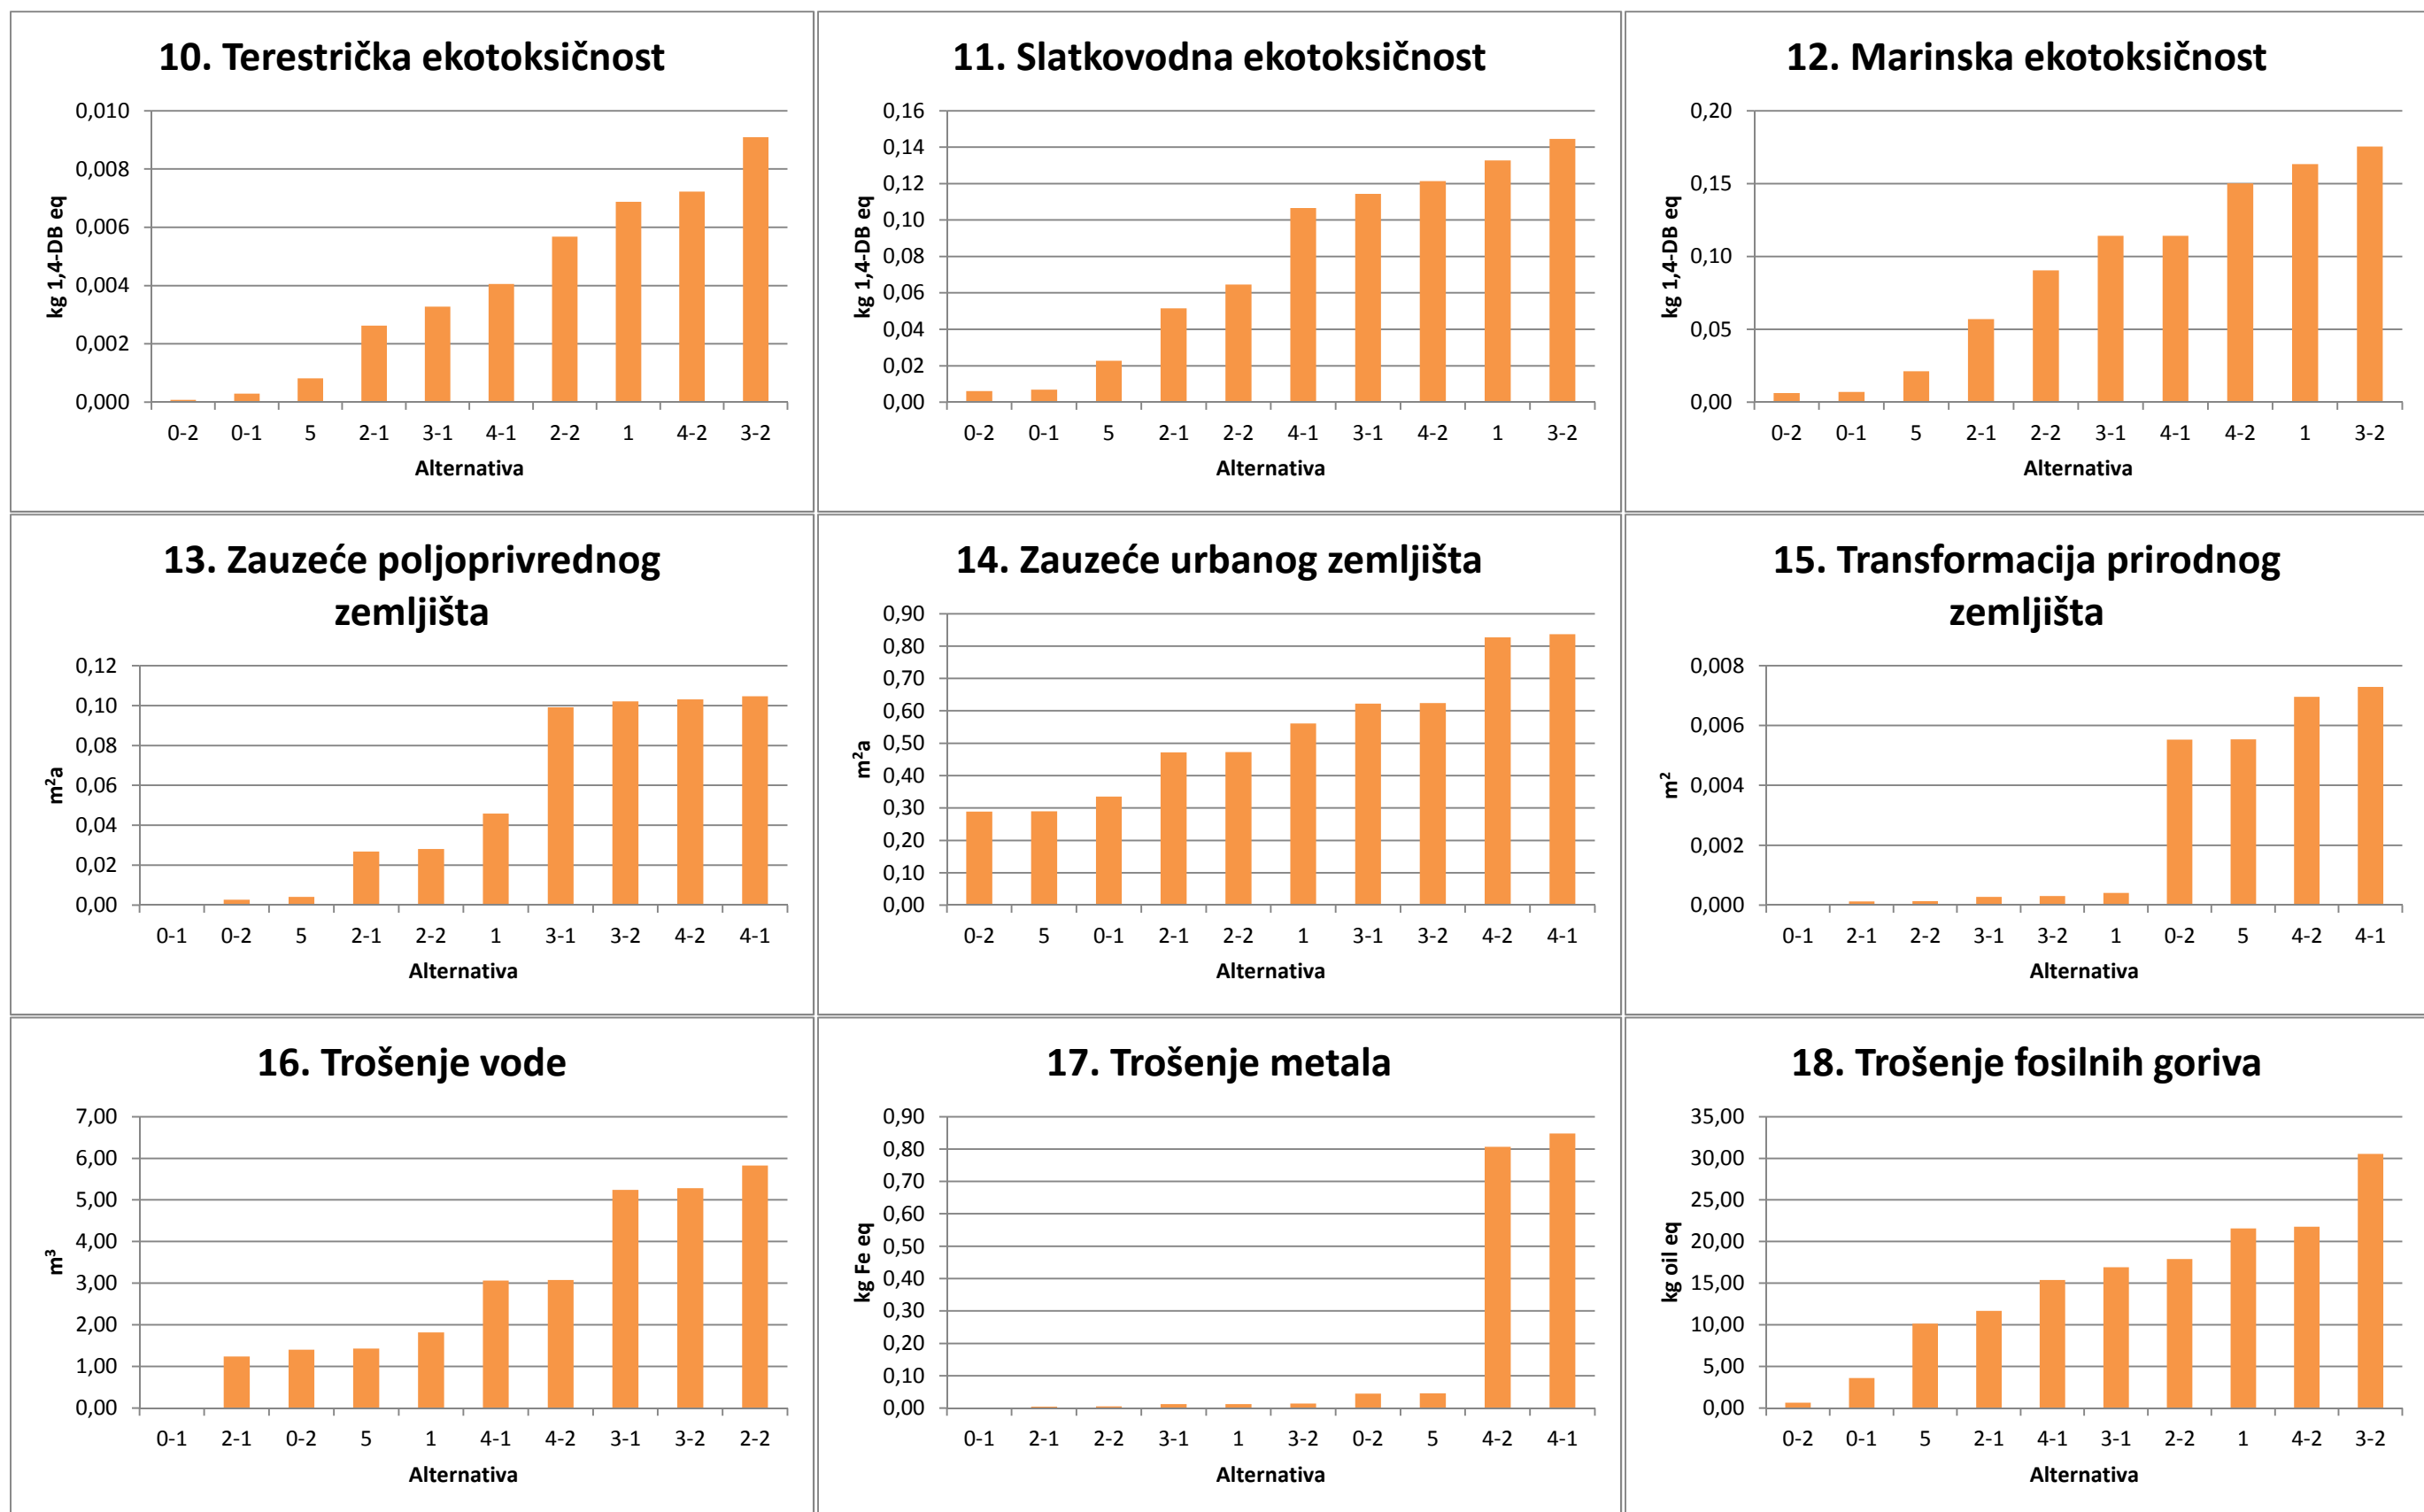 10. Terestrička ekotoksičnost
0,010
0,008
0,006
0,004
0,002
0,000
kg 1,4-DB eq
0-2 0-1 5 2-1 3-1 4-1 2-2 1 4-2 3-2
Alternativa
11. Slatkovodna ekotoksičnost
0,16
0,14
0,12
0,10
0,08
0,06
0,04
0,02
0,00
kg 1,4-DB eq
0-2 0-1 5 2-1 2-2 4-1 3-1 4-2 1 3-2
Alternativa
12. Marinska ekotoksičnost
0,20
0,15
0,10
0,05
0,00
kg 1,4-DB eq
0-2 0-1 5 2-1 2-2 3-1 4-1 4-2 1 3-2
Alternativa
13. Zauzeće poljoprivrednog
zemljišta
0,12
0,10
0,08
0,06
0,04
0,02
0,00
m²a
0-1 0-2 5 2-1 2-2 1 3-1 3-2 4-2 4-1
Alternativa
14. Zauzeće urbanog zemljišta
0,90
0,80
0,70
0,60
0,50
0,40
0,30
0,20
0,10
0,00
m²a
0-2 5 0-1 2-1 2-2 1 3-1 3-2 4-2 4-1
Alternativa
15. Transformacija prirodnog
zemljišta
0,008
0,006
0,004
0,002
0,000
m²
0-1 2-1 2-2 3-1 3-2 1 0-2 5 4-2 4-1
Alternativa
16. Trošenje vode
7,00
6,00
5,00
4,00
3,00
2,00
1,00
0,00
m³
0-1 2-1 0-2 5 1 4-1 4-2 3-1 3-2 2-2
Alternativa
17. Trošenje metala
0,90
0,80
0,70
0,60
0,50
0,40
0,30
0,20
0,10
0,00
kg Fe eq
0-1 2-1 2-2 3-1 1 3-2 0-2 5 4-2 4-1
Alternativa
18. Trošenje fosilnih goriva
35,00
30,00
25,00
20,00
15,00
10,00
5,00
0,00
kg oil eq
0-2 0-1 5 2-1 4-1 3-1 2-2 1 4-2 3-2
Alternativa